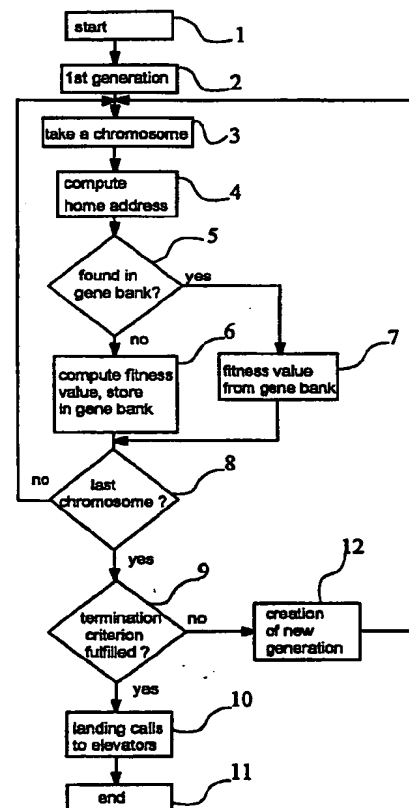 start
1
1st generation
2
take a chromosome
3
compute
home address
4
5
found in
gene bank?
yes
no
6
compute fitness
value, store
in gene bank
7
fitness value
from gene bank
8
last
chromosome ?
no
yes
9
termination
criterion
fulfilled ?
no
yes
12
creation
of new
generation
10
landing calls
to elevators
11
end